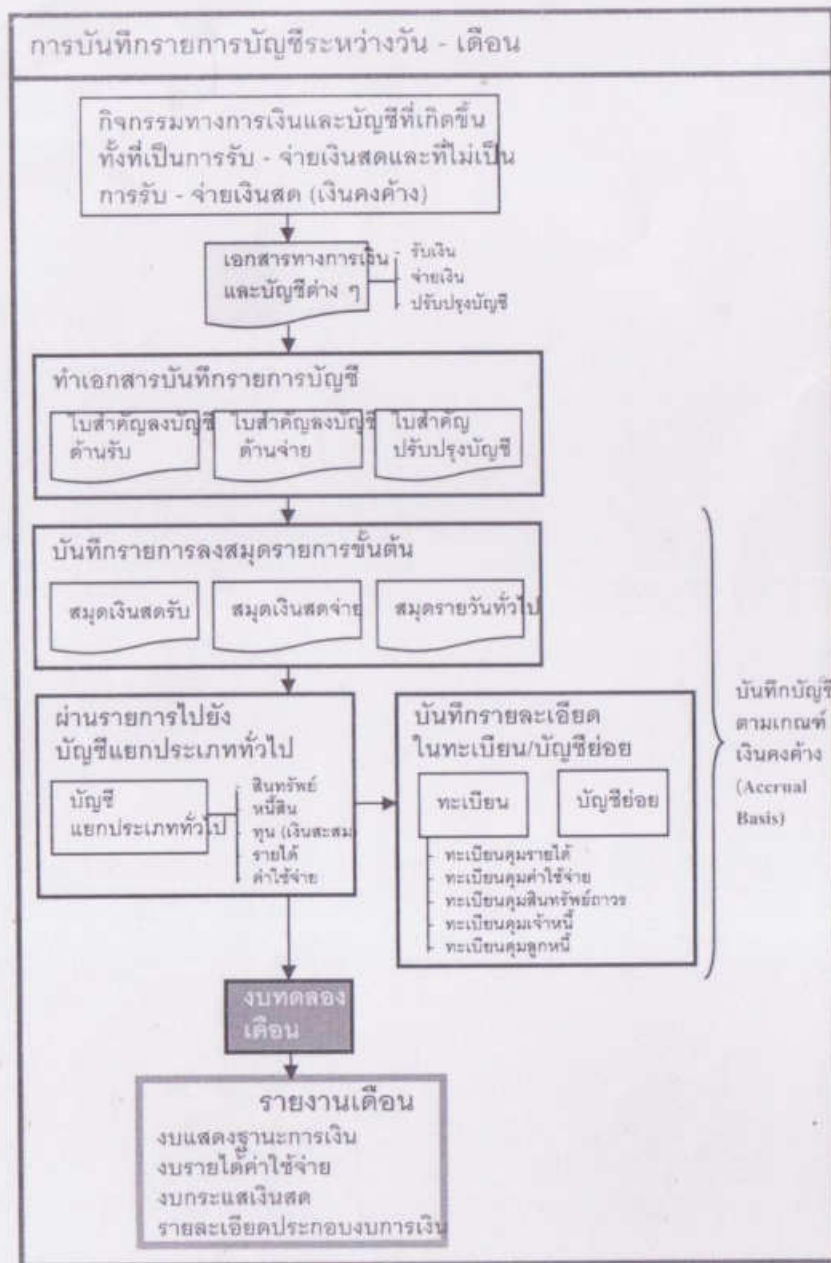 การบันทึกรายการบัญชีระหว่างวัน - เดือน
กิจกรรมทางการเงินและบัญชีที่เกิดขึ้น
ทั้งที่เป็นการรับ - จ่ายเงินสดและที่ไม่เป็น
การรับ - จ่ายเงินสด (เงินคงค้าง)
เอกสารทางการเงิน
และบัญชีต่าง ๆ
- รับเงิน
- จ่ายเงิน
- ปรับปรุงบัญชี
ทำเอกสารบันทึกรายการบัญชี
ใบสำคัญลงบัญชี
ด้านรับ
ใบสำคัญลงบัญชี
ด้านจ่าย
ใบสำคัญ
ปรับปรุงบัญชี
บันทึกรายการลงสมุดรายการขั้นต้น
สมุดเงินสดรับ
สมุดเงินสดจ่าย
สมุดรายวันทั่วไป
ผ่านรายการไปยัง
บัญชีแยกประเภททั่วไป
บัญชี
แยกประเภททั่วไป
- สินทรัพย์
- หนี้สิน
- ทุน (เงินสะสม)
- รายได้
- ค่าใช้จ่าย
บันทึกรายละเอียด
ในทะเบียน/บัญชีย่อย
ทะเบียน
บัญชีย่อย
- ทะเบียนคุมรายได้
- ทะเบียนคุมค่าใช้จ่าย
- ทะเบียนคุมสินทรัพย์ถาวร
- ทะเบียนคุมเจ้าหนี้
- ทะเบียนคุมลูกหนี้
บันทึกบัญชี
ตามเกณฑ์
เงินคงค้าง
(Accrual
Basis)
งบทดลอง
เดือน
รายงานเดือน
งบแสดงฐานะการเงิน
งบรายได้ค่าใช้จ่าย
งบกระแสเงินสด
รายละเอียดประกอบงบการเงิน